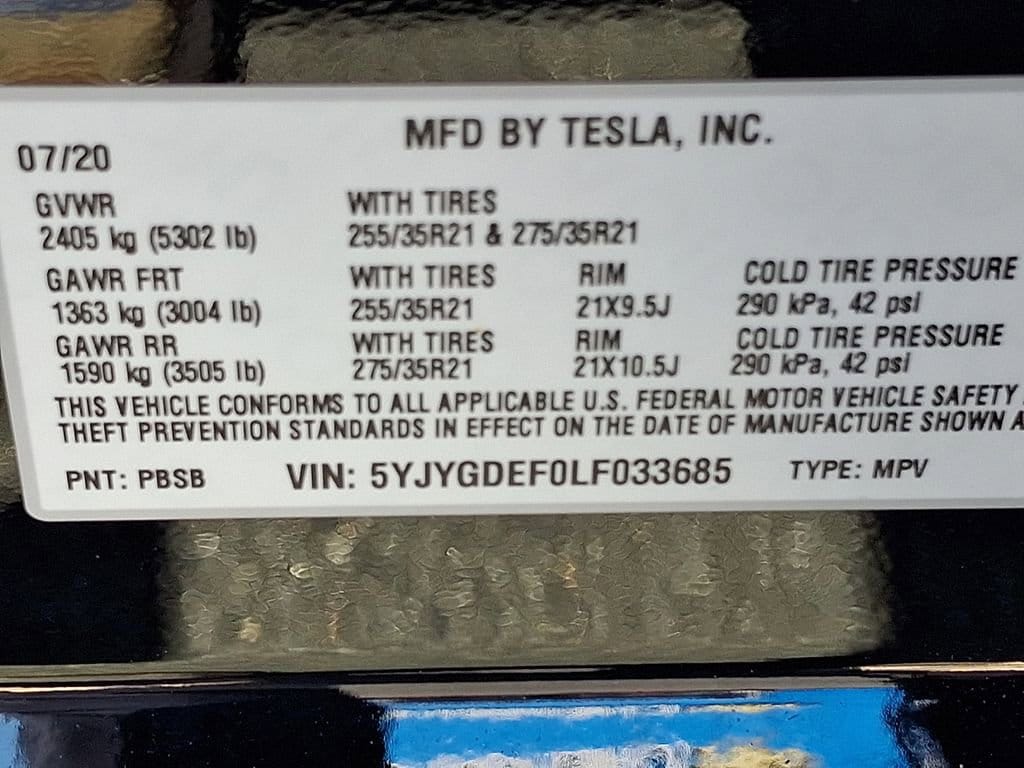 MFD BY TESLA, INC.
07/20
GVWR WITH TIRES
2405 kg (5302 lb) 255/35R21 & 275/35R21
GAWR FRT WITH TIRES RIM COLD TIRE PRESSURE
1363 kg (3004 lb) 255/35R21 21X9.5J 290 kPa, 42 psi
GAWR RR WITH TIRES RIM COLD TIRE PRESSURE
1590 kg (3505 lb) 275/35R21 21X10.5J 290 kPa, 42 psi
THIS VEHICLE CONFORMS TO ALL APPLICABLE U.S. FEDERAL MOTOR VEHICLE SAFETY
THEFT PREVENTION STANDARDS IN EFFECT ON THE DATE OF MANUFACTURE SHOWN
PNT: PBSB VIN: 5YJYGDEF0LF033685 TYPE: MPV